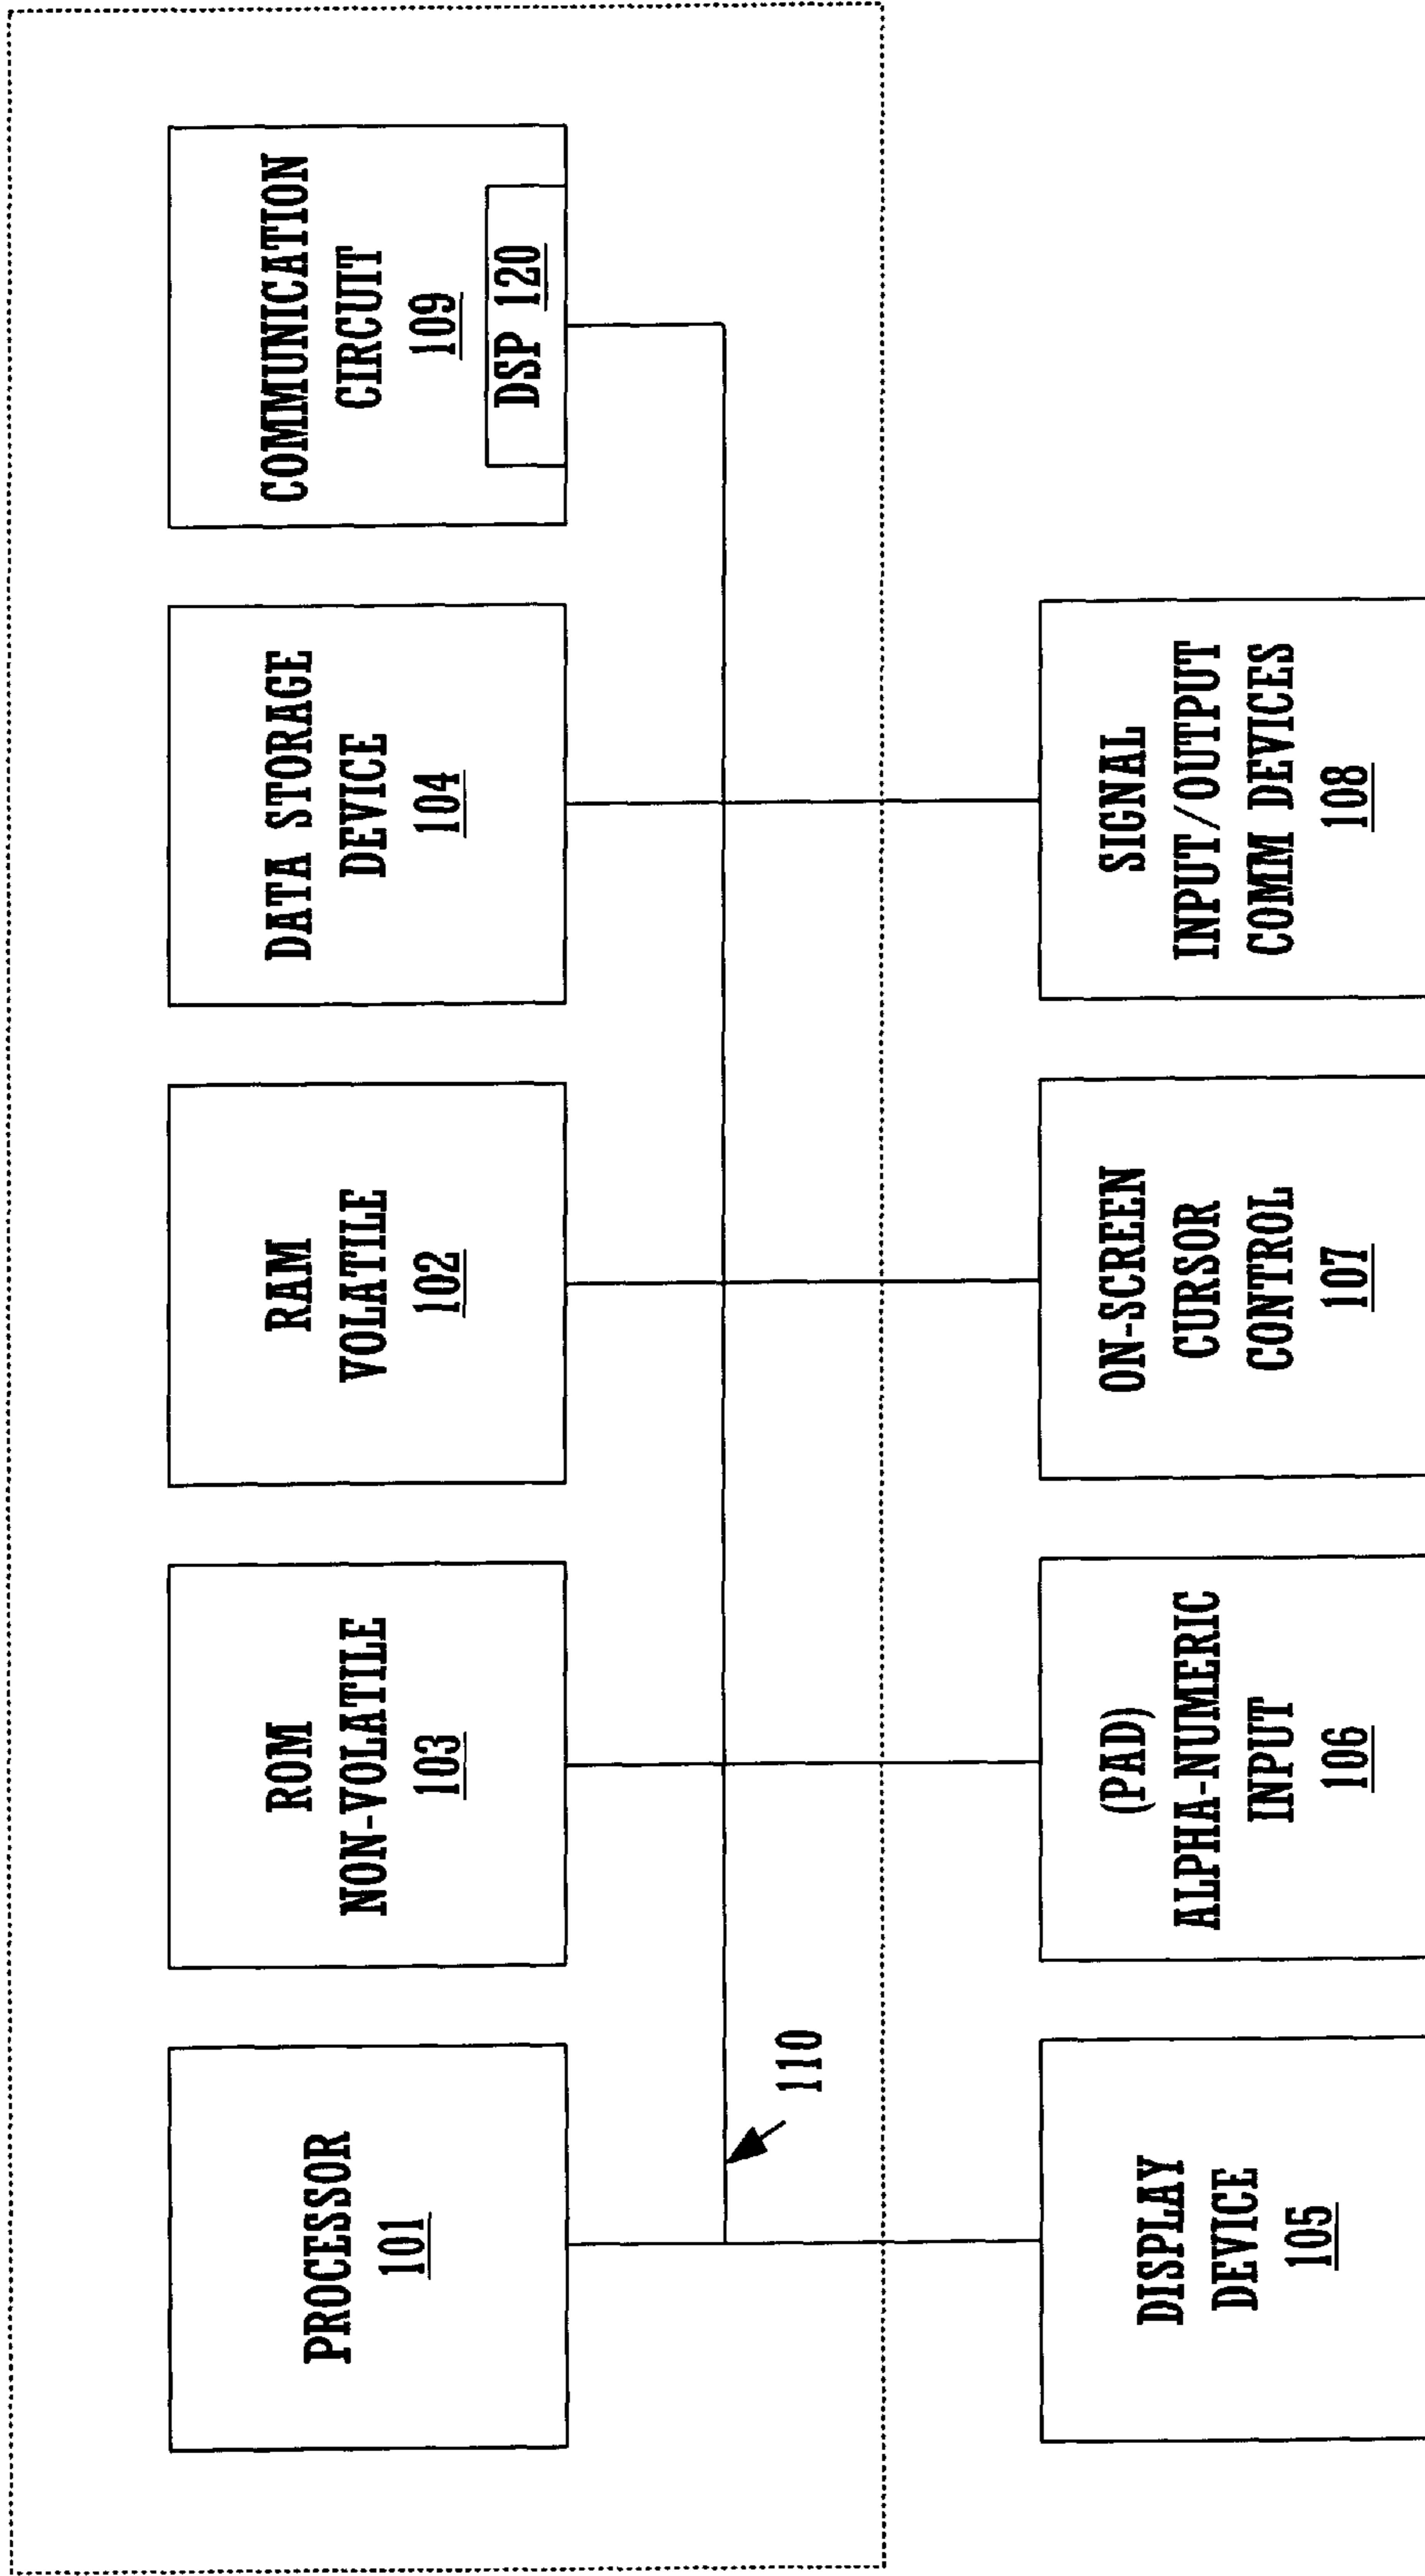 PROCESSOR
101
ROM
NON-VOLATILE
103
RAM
VOLATILE
102
DATA STORAGE
DEVICE
104
COMMUNICATION
CIRCUIT
109
DSP 120
110
DISPLAY
DEVICE
105
(PAD)
ALPHA-NUMERIC
INPUT
106
ON-SCREEN
CURSOR
CONTROL
107
SIGNAL
INPUT/OUTPUT
COMM DEVICES
108